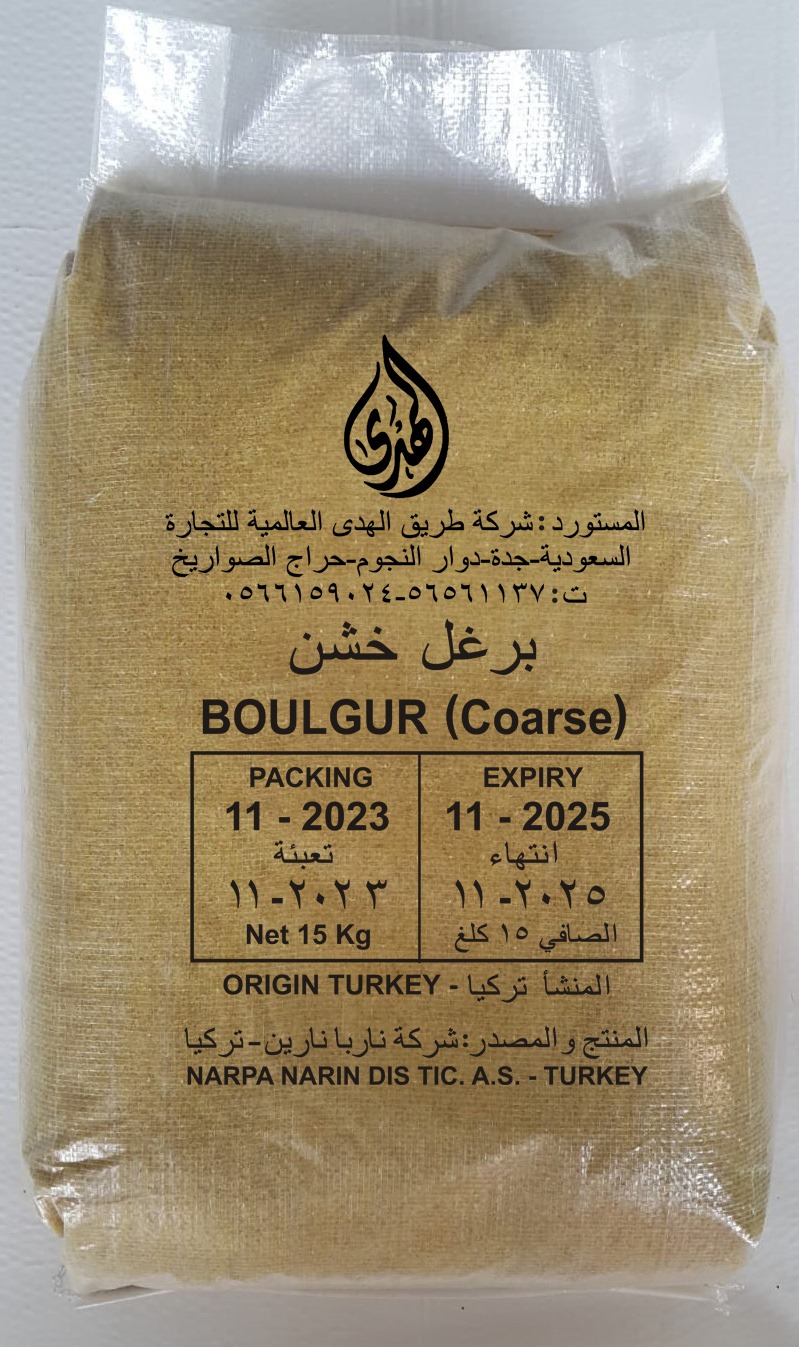 الهدى
المستورد:شركة طريق الهدى العالمية للتجارة
السعودية-جدة-دوار النجوم-حراج الصواريخ
ت:٥٦٥٦١١٣٧-٠٥٦٦١٥٩٠٢٤
برغل خشن
BOULGUR (Coarse)
PACKING EXPIRY
11 - 2023 11 - 2025
تعبئة انتهاء
١١ -٢٠٢٣ ١١ -٢٠٢٥
Net 15 Kg الصافي ١٥ كلغ
ORIGIN TURKEY - المنشأ تركيا
المنتج والمصدر:شركة ناربا نارين-تركيا
NARPA NARIN DIS TIC. A.S. - TURKEY